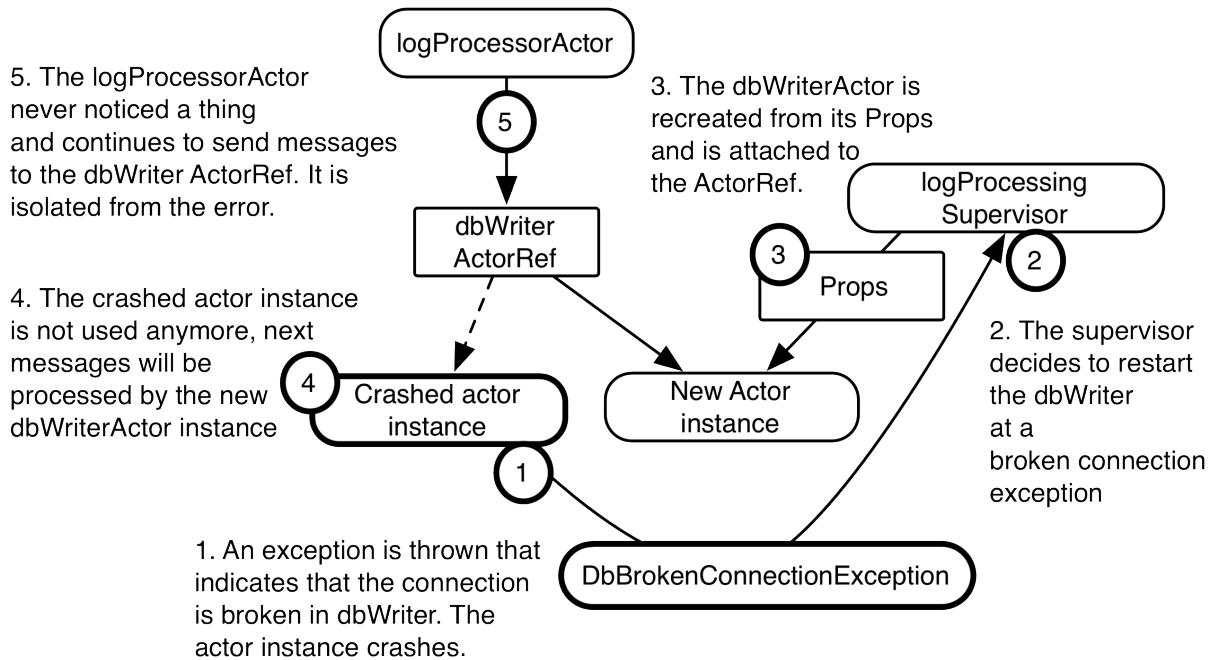 logProcessorActor
5. The logProcessorActor
never noticed a thing
and continues to send messages
to the dbWriter ActorRef. It is
isolated from the error.
5
3. The dbWriterActor is
recreated from its Props
and is attached to
the ActorRef.
logProcessing
Supervisor
dbWriter
ActorRef
3
Props
2
4. The crashed actor instance
is not used anymore, next
messages will be
processed by the new
dbWriterActor instance
4
Crashed actor
instance
New Actor
instance
2. The supervisor
decides to restart
the dbWriter
at a
broken connection
exception
1
1. An exception is thrown that
indicates that the connection
is broken in dbWriter. The
actor instance crashes.
DbBrokenConnectionException